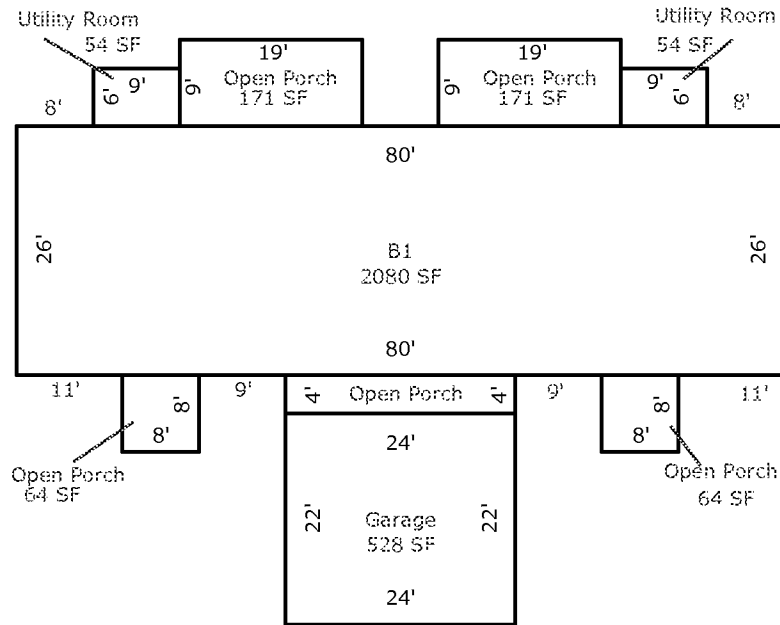 Utility Room
54 SF
Utility Room
54 SF
19'
19'
Open Porch
171 SF
Open Porch
171 SF
9'
6'
9'
9'
9'
6'
8'
8'
80'
26'
B1
2080 SF
26'
80'
11'
9'
9'
11'
8'
8'
4'
Open Porch
4'
8'
8'
Open Porch
64 SF
Open Porch
64 SF
24'
22'
Garage
528 SF
22'
24'